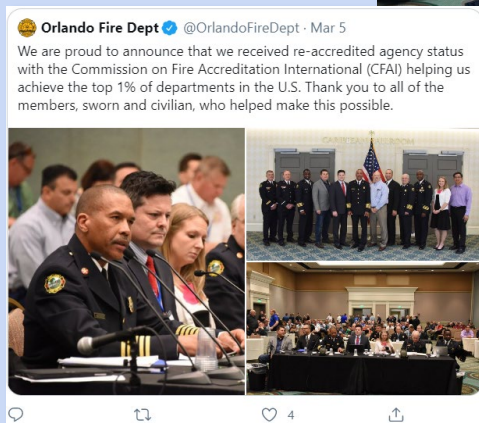 Orlando Fire Dept @OrlandoFireDept · Mar 5
We are proud to announce that we received re-accredited agency status
with the Commission on Fire Accreditation International (CFAI) helping us
achieve the top 1% of departments in the U.S. Thank you to all of the
members, sworn and civilian, who helped make this possible.
4